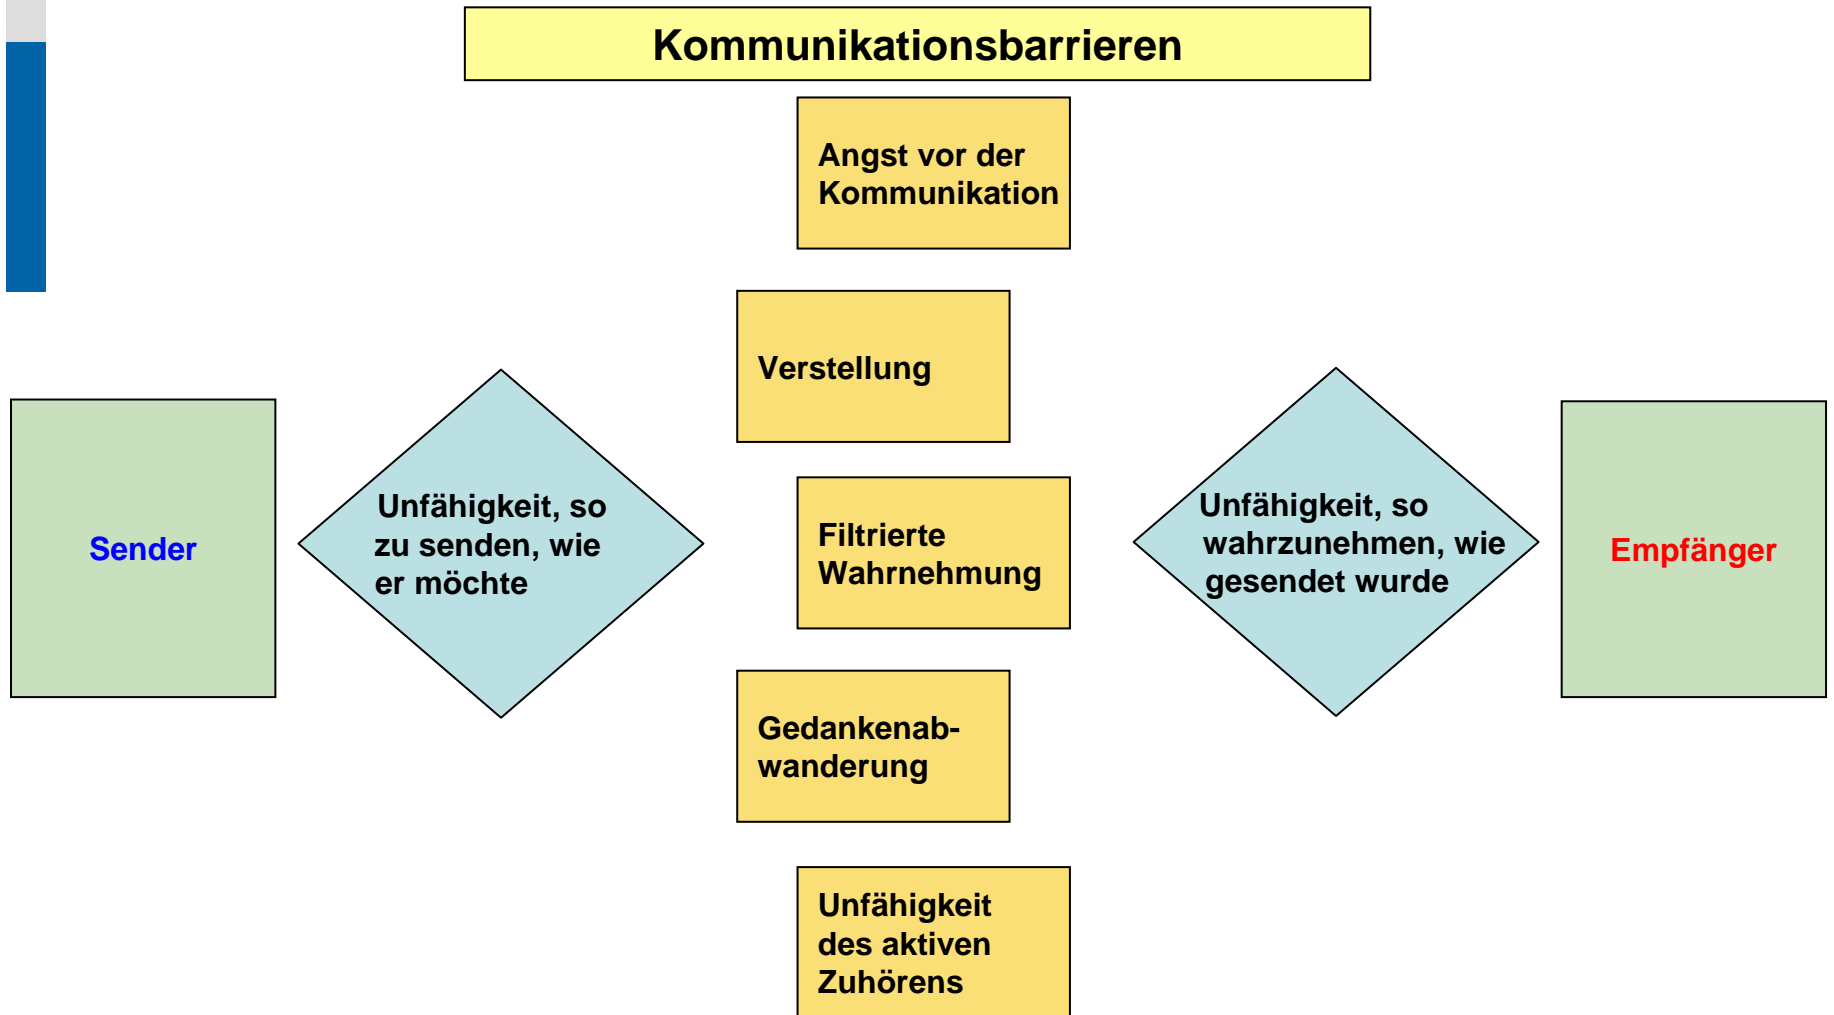 Kommunikationsbarrieren
Angst vor der
Kommunikation
Verstellung
Sender
Unfähigkeit, so
zu senden, wie
er möchte
Filtrierte
Wahrnehmung
Unfähigkeit, so
wahrzunehmen, wie
gesendet wurde
Empfänger
Gedankenab-
wanderung
Unfähigkeit
des aktiven
Zuhörens